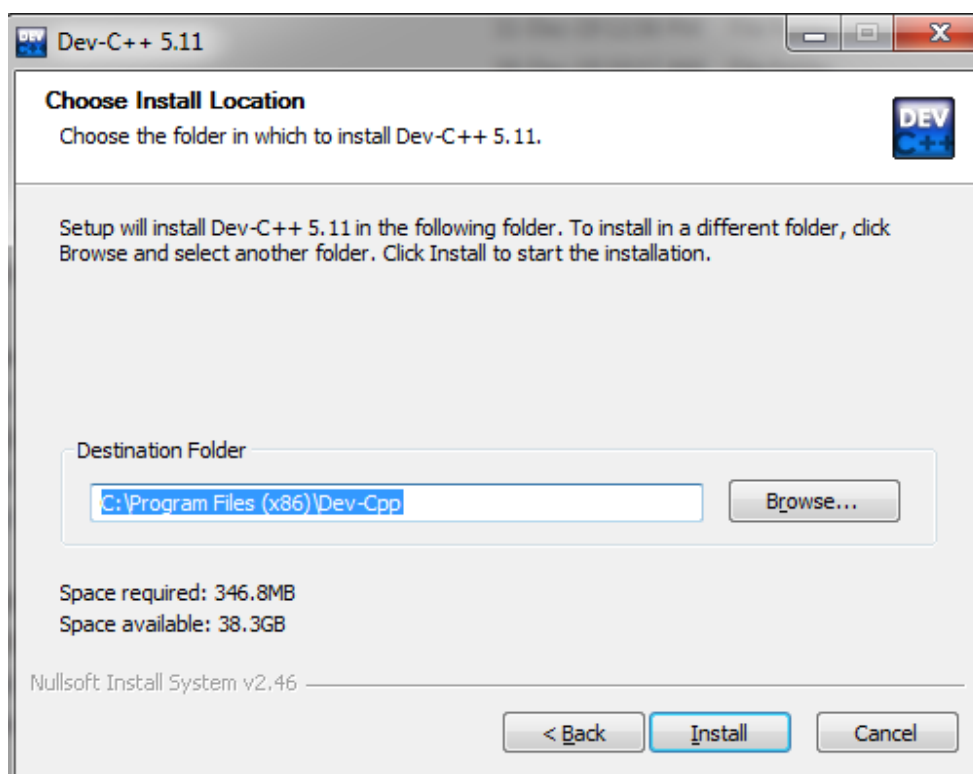 DEV C++ Dev-C++ 5.11
Choose Install Location
Choose the folder in which to install Dev-C++ 5.11.
DEV
C++
Setup will install Dev-C++ 5.11 in the following folder. To install in a different folder, click
Browse and select another folder. Click Install to start the installation.
Destination Folder
C:\Program Files (x86)\Dev-Cpp
Browse...
Space required: 346.8MB
Space available: 38.3GB
Nullsoft Install System v2.46
< Back Install Cancel